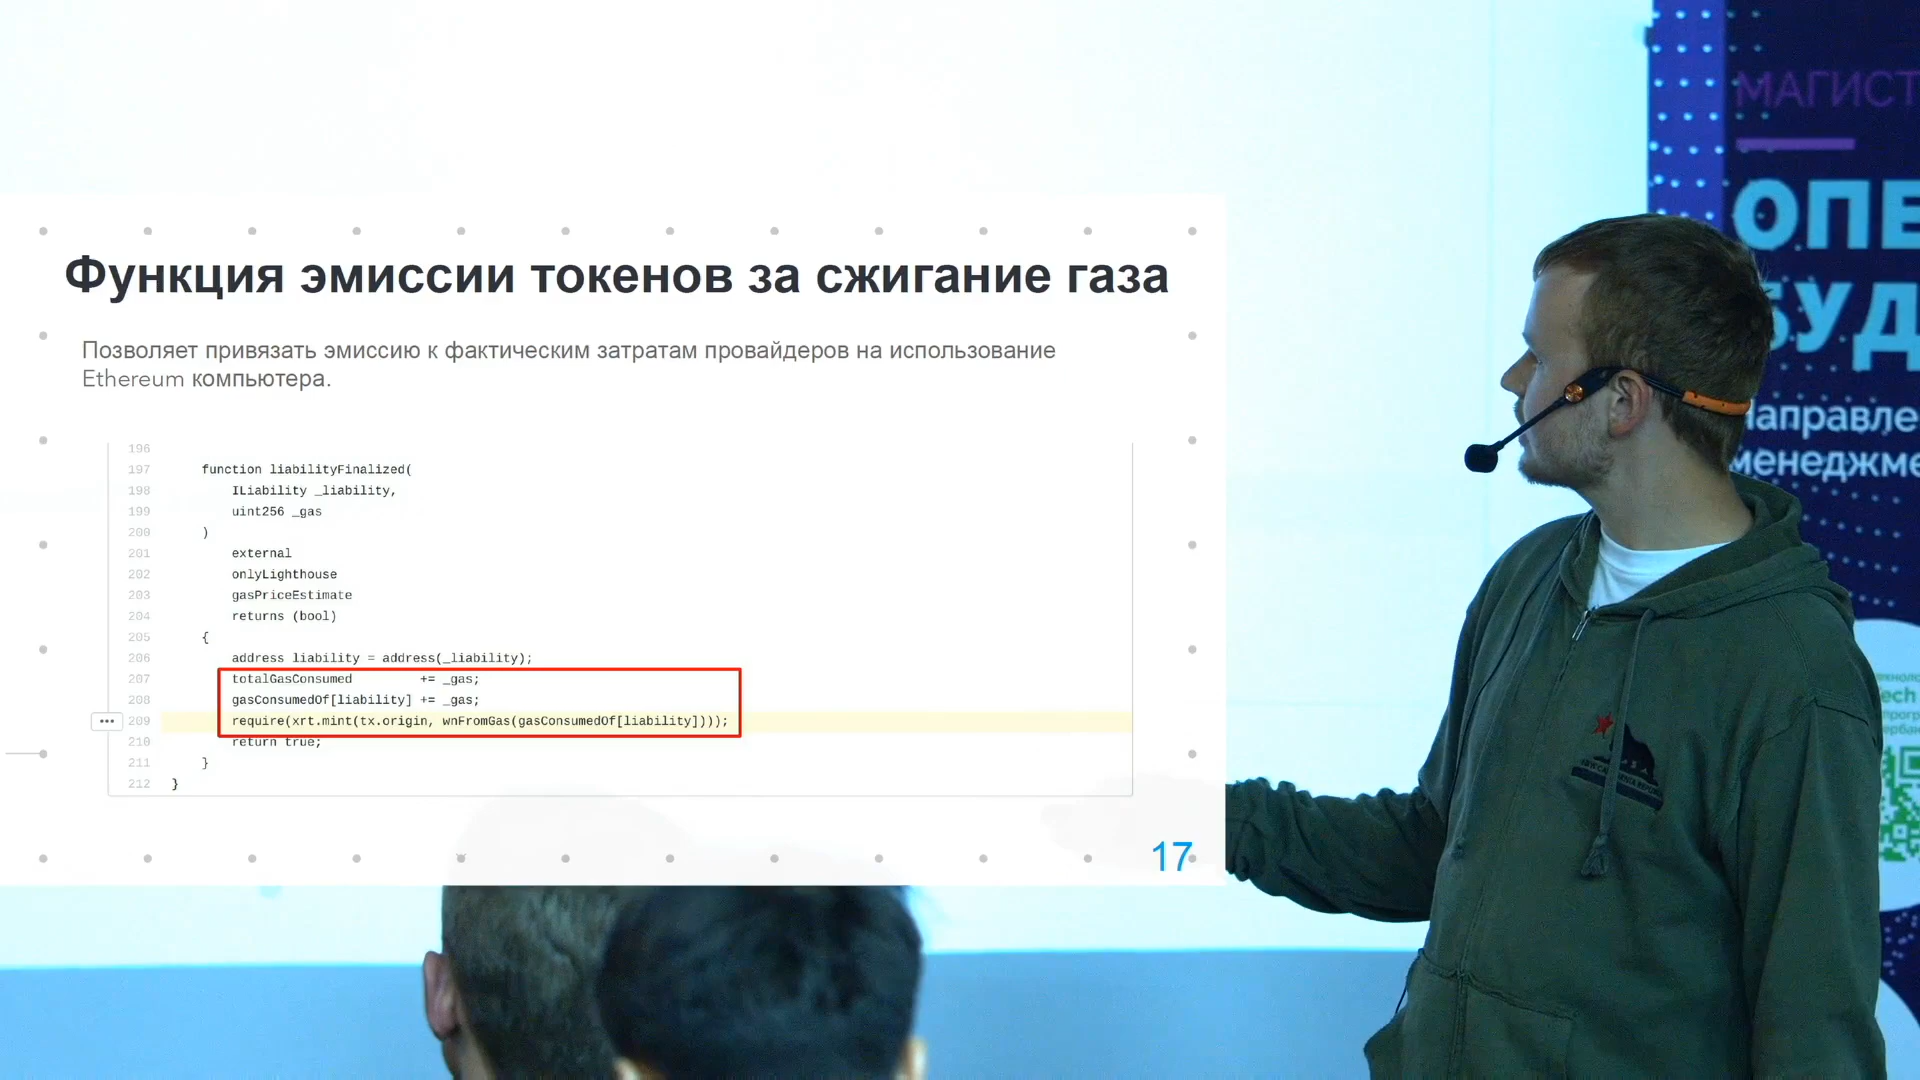 Функция эмиссии токенов за сжигание газа
Позволяет привязать эмиссию к фактическим затратам провайдеров на использование
Ethereum компьютера.
196
197 function liabilityFinalized(
198 ILiability _liability,
199 uint256 _gas
200 )
201 external
202 onlyLighthouse
203 gasPriceEstimate
204 returns (bool)
205 {
206 address liability = address(_liability);
207 totalGasConsumed += _gas;
208 gasConsumedOf[liability] += _gas;
209 require(xrt.mint(tx.origin, wnFromGas(gasConsumedOf[liability])));
210 return true;
211 }
212 }
17
МАГИСТ
ОПЕ
БУД
Направле
менеджме